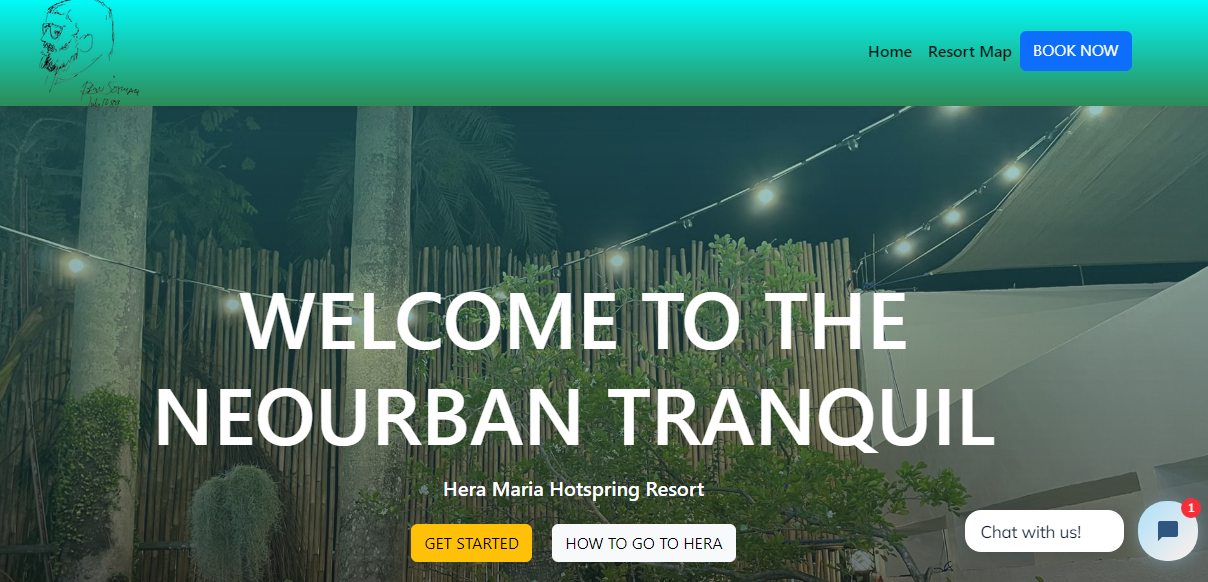 Home Resort Map BOOK NOW
WELCOME TO THE
NEOURBAN TRANQUIL
Hera Maria Hotspring Resort
GET STARTED HOW TO GO TO HERA
Chat with us!
1